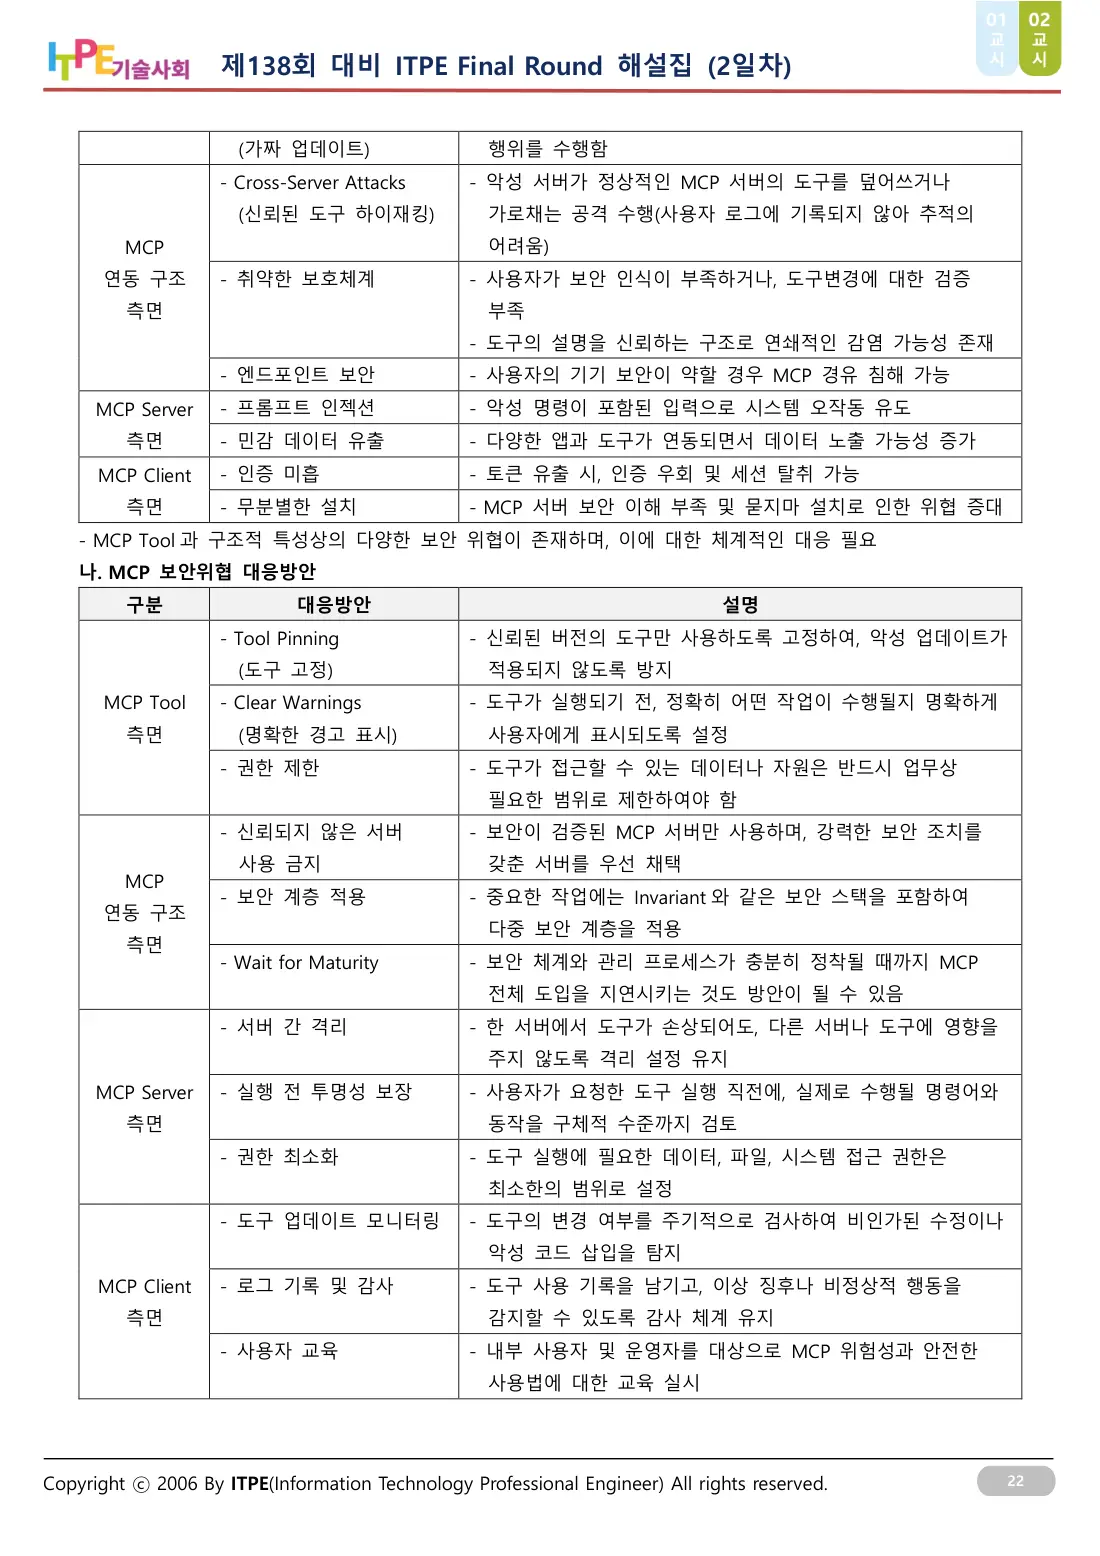 01
교
시
02
교
시
ITPE기술사회 제138회 대비 ITPE Final Round 해설집 (2일차)
(가짜 업데이트)
행위를 수행함
MCP
연동 구조
측면
- Cross-Server Attacks
(신뢰된 도구 하이재킹)
- 악성 서버가 정상적인 MCP 서버의 도구를 덮어쓰거나
가로채는 공격 수행(사용자 로그에 기록되지 않아 추적의
어려움)
- 취약한 보호체계
- 사용자가 보안 인식이 부족하거나, 도구변경에 대한 검증
부족
- 도구의 설명을 신뢰하는 구조로 연쇄적인 감염 가능성 존재
- 엔드포인트 보안
- 사용자의 기기 보안이 약할 경우 MCP 경유 침해 가능
MCP Server
측면
- 프롬프트 인젝션
- 악성 명령이 포함된 입력으로 시스템 오작동 유도
- 민감 데이터 유출
- 다양한 앱과 도구가 연동되면서 데이터 노출 가능성 증가
MCP Client
측면
- 인증 미흡
- 토큰 유출 시, 인증 우회 및 세션 탈취 가능
- 무분별한 설치
- MCP 서버 보안 이해 부족 및 묻지마 설치로 인한 위협 증대
- MCP Tool과 구조적 특성상의 다양한 보안 위협이 존재하며, 이에 대한 체계적인 대응 필요
나. MCP 보안위협 대응방안
구분 대응방안 설명
MCP Tool
측면
- Tool Pinning
(도구 고정)
- 신뢰된 버전의 도구만 사용하도록 고정하여, 악성 업데이트가
적용되지 않도록 방지
- Clear Warnings
(명확한 경고 표시)
- 도구가 실행되기 전, 정확히 어떤 작업이 수행될지 명확하게
사용자에게 표시되도록 설정
- 권한 제한
- 도구가 접근할 수 있는 데이터나 자원은 반드시 업무상
필요한 범위로 제한하여야 함
MCP
연동 구조
측면
- 신뢰되지 않은 서버
사용 금지
- 보안이 검증된 MCP 서버만 사용하며, 강력한 보안 조치를
갖춘 서버를 우선 채택
- 보안 계층 적용
- 중요한 작업에는 Invariant와 같은 보안 스택을 포함하여
다중 보안 계층을 적용
- Wait for Maturity
- 보안 체계와 관리 프로세스가 충분히 정착될 때까지 MCP
전체 도입을 지연시키는 것도 방안이 될 수 있음
MCP Server
측면
- 서버 간 격리
- 한 서버에서 도구가 손상되어도, 다른 서버나 도구에 영향을
주지 않도록 격리 설정 유지
- 실행 전 투명성 보장
- 사용자가 요청한 도구 실행 직전에, 실제로 수행될 명령어와
동작을 구체적 수준까지 검토
- 권한 최소화
- 도구 실행에 필요한 데이터, 파일, 시스템 접근 권한은
최소한의 범위로 설정
MCP Client
측면
- 도구 업데이트 모니터링
- 도구의 변경 여부를 주기적으로 검사하여 비인가된 수정이나
악성 코드 삽입을 탐지
- 로그 기록 및 감사
- 도구 사용 기록을 남기고, 이상 징후나 비정상적 행동을
감지할 수 있도록 감사 체계 유지
- 사용자 교육
- 내부 사용자 및 운영자를 대상으로 MCP 위험성과 안전한
사용법에 대한 교육 실시
Copyright ⓒ 2006 By ITPE(Information Technology Professional Engineer) All rights reserved.
22